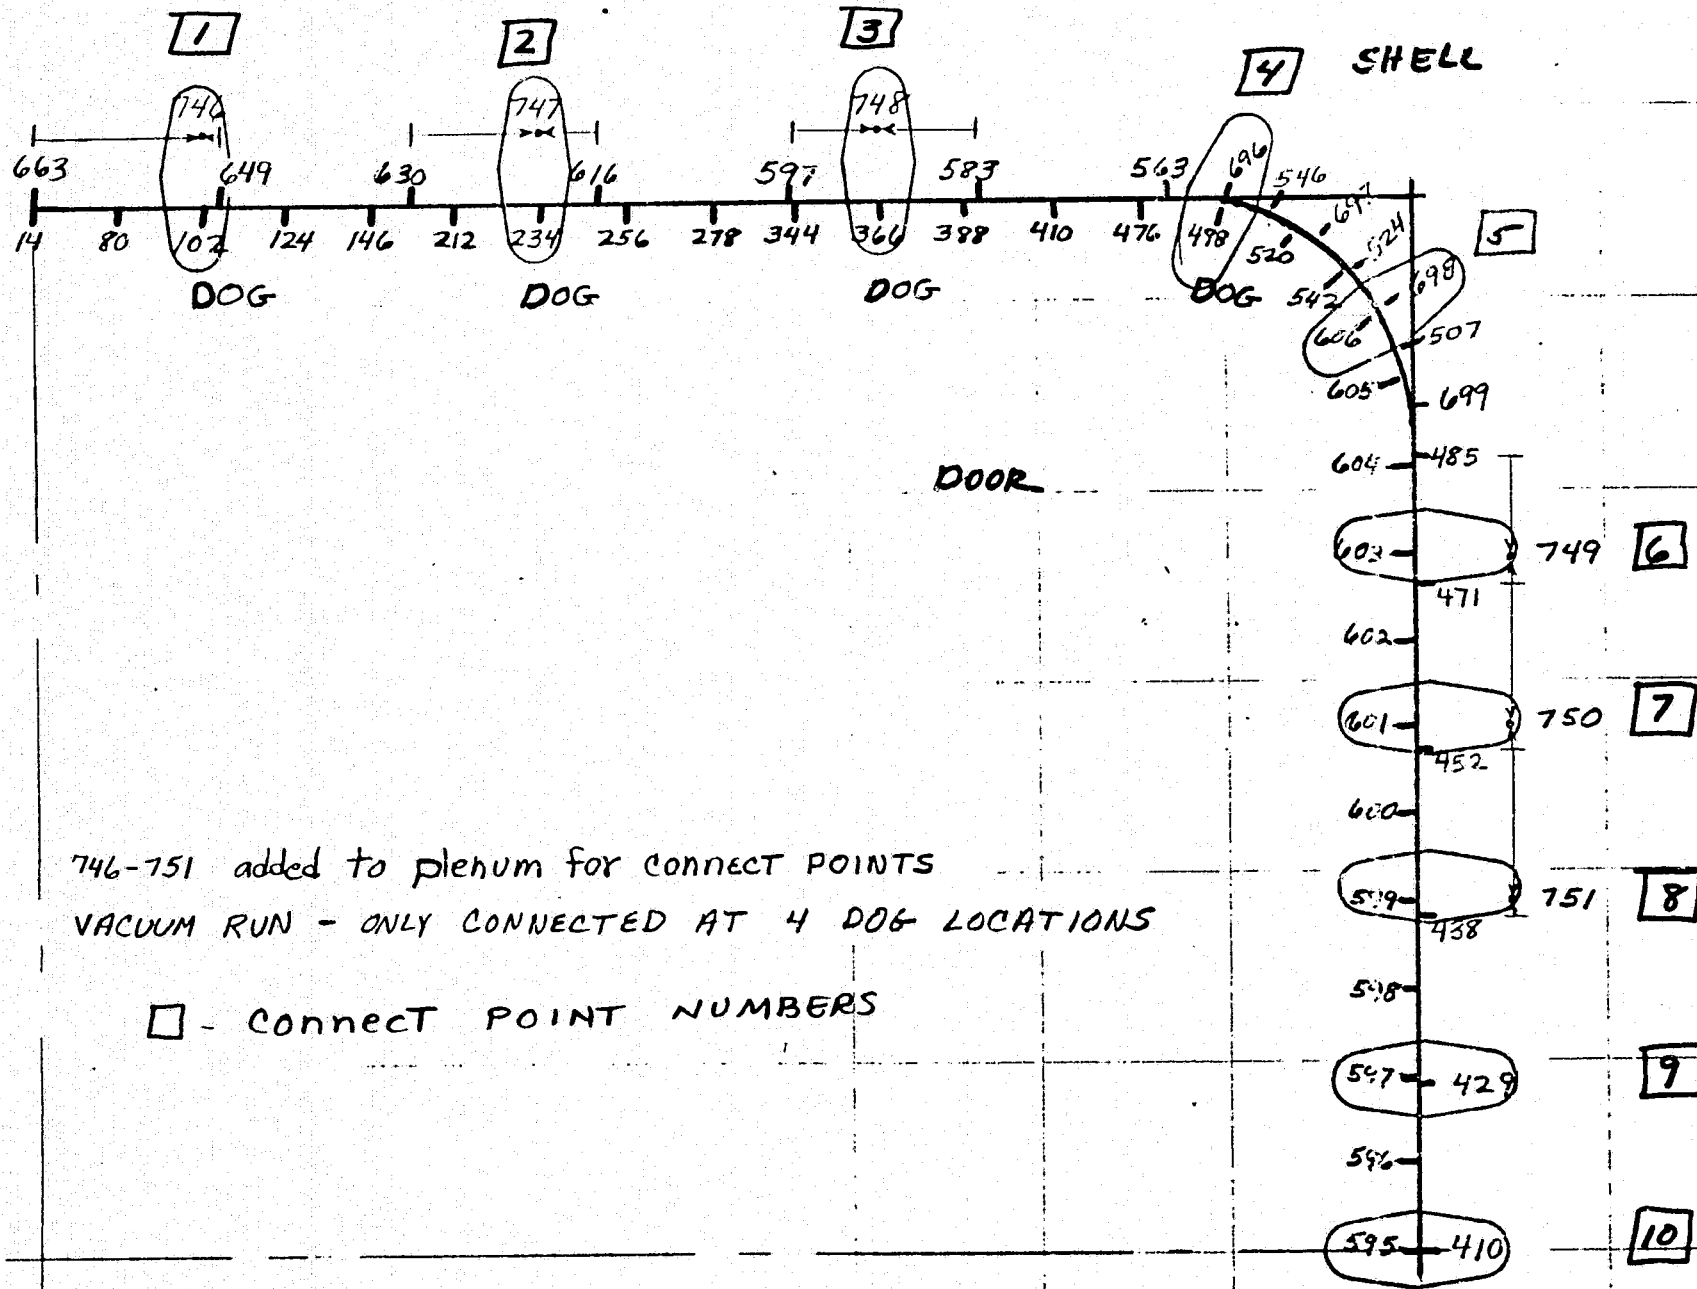 1 2 3
4 SHELL
746 747 748
663 649 630 616 597 583 563 696 546 697
14 80 102 124 146 212 234 256 278 344 366 388 410 476 498 520 524 5
DOG DOG DOG DOG 542 698
606 507
605 699
604 485
DOOR
603 749 6
471
602
601 750 7
452
600
746-751 added to plenum for connect POINTS
599 751 8
VACUUM RUN - ONLY CONNECTED AT 4 DOG LOCATIONS
438
598
□ - Connect POINT NUMBERS
597 429 9
596
595 410 10